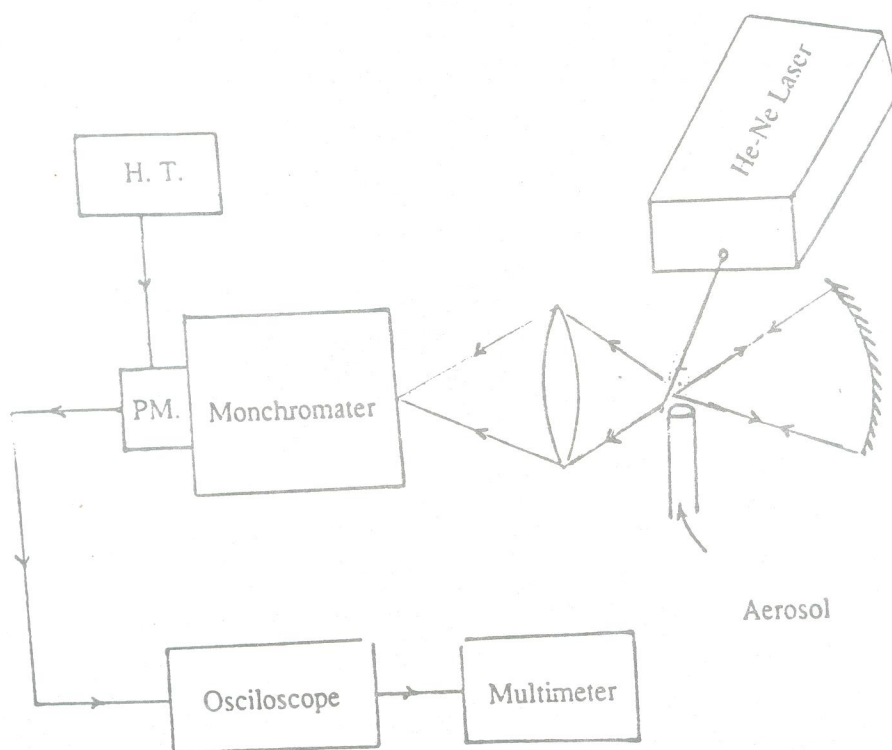 He-Ne Laser
H. T.
PM.
Monchromater
Aerosol
Osciloscope
Multimeter